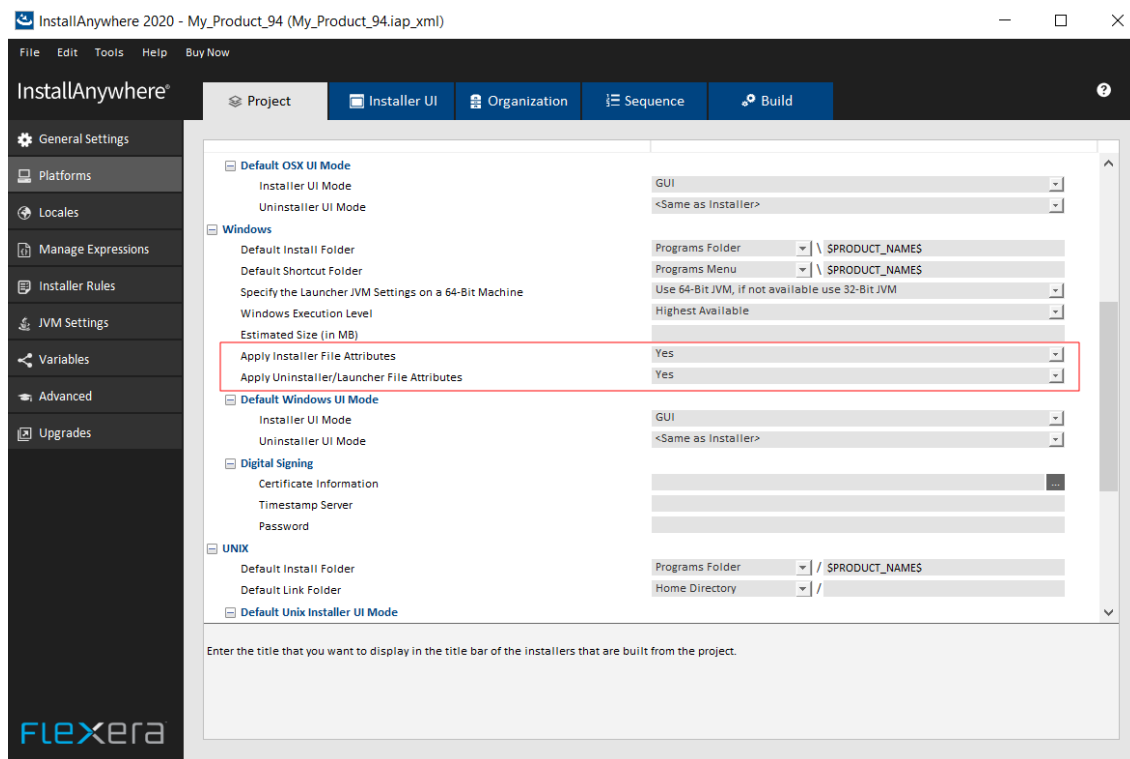 InstallAnywhere 2020 - My_Product_94 (My_Product_94.iap_xml)
File Edit Tools Help Buy Now
InstallAnywhere®
Project Installer UI Organization Sequence Build
General Settings
Platforms
Locales
Manage Expressions
Installer Rules
JVM Settings
Variables
Advanced
Upgrades
Default OSX UI Mode
Installer UI Mode GUI
Uninstaller UI Mode <Same as Installer>
Windows
Default Install Folder Programs Folder \ $PRODUCT_NAME$
Default Shortcut Folder Programs Menu \ $PRODUCT_NAME$
Specify the Launcher JVM Settings on a 64-Bit Machine Use 64-Bit JVM, if not available use 32-Bit JVM
Windows Execution Level Highest Available
Estimated Size (in MB)
Apply Installer File Attributes Yes
Apply Uninstaller/Launcher File Attributes Yes
Default Windows UI Mode
Installer UI Mode GUI
Uninstaller UI Mode <Same as Installer>
Digital Signing
Certificate Information ...
Timestamp Server
Password
UNIX
Default Install Folder Programs Folder / $PRODUCT_NAME$
Default Link Folder Home Directory /
Default Unix Installer UI Mode
Enter the title that you want to display in the title bar of the installers that are built from the project.
FLEXERA